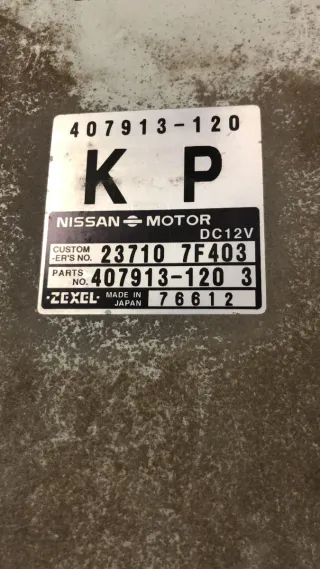 407913-120
K P
NISSAN MOTOR
DC12V
CUSTOM
-ER'S NO. 23710 7F403
PARTS
NO. 407913-120 3
·ZEXEL· MADE IN
JAPAN 76612